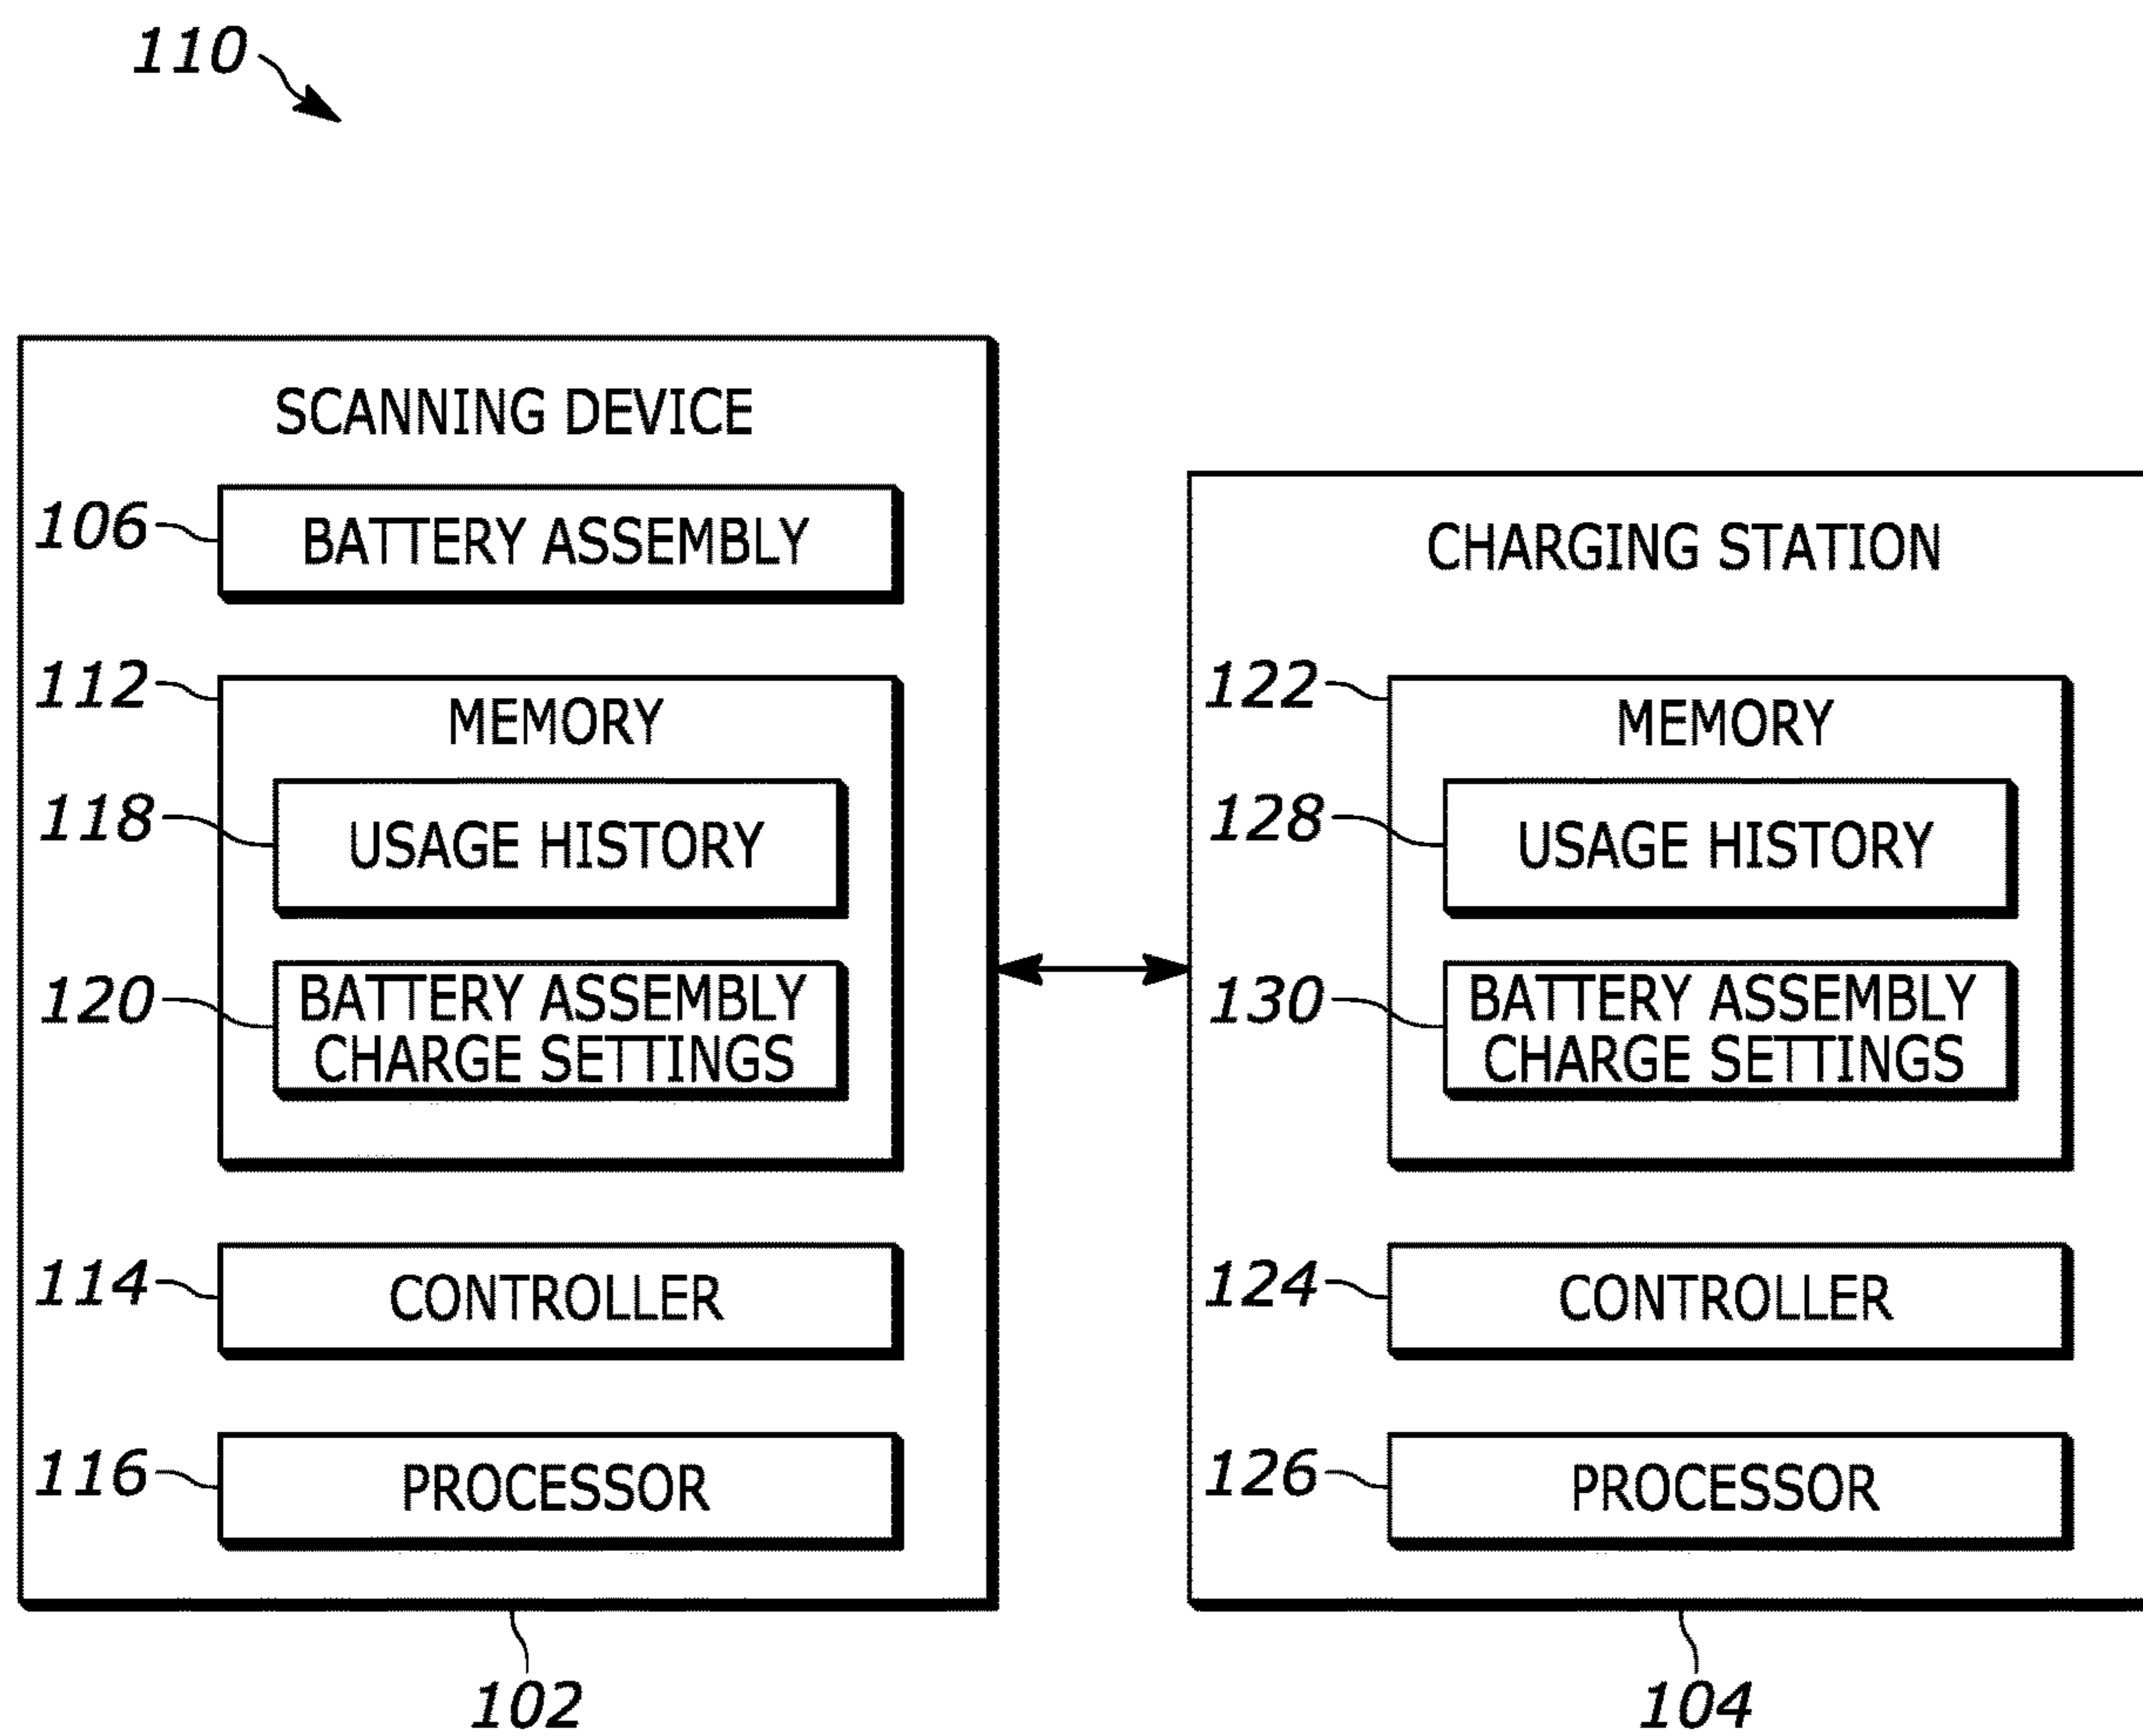 110
SCANNING DEVICE
106
BATTERY ASSEMBLY
112
MEMORY
118
USAGE HISTORY
120
BATTERY ASSEMBLY
CHARGE SETTINGS
114
CONTROLLER
116
PROCESSOR
102
CHARGING STATION
122
MEMORY
128
USAGE HISTORY
130
BATTERY ASSEMBLY
CHARGE SETTINGS
124
CONTROLLER
126
PROCESSOR
104